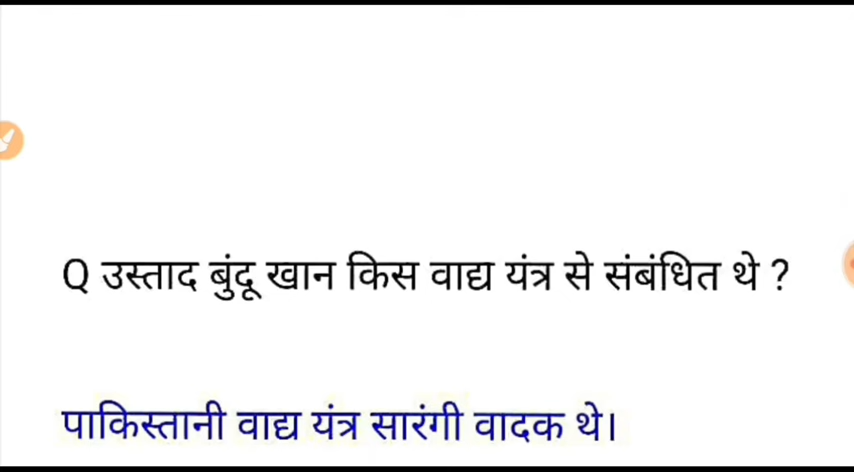 Q उस्ताद बुंदू खान किस वाद्य यंत्र से संबंधित थे ?
पाकिस्तानी वाद्य यंत्र सारंगी वादक थे।